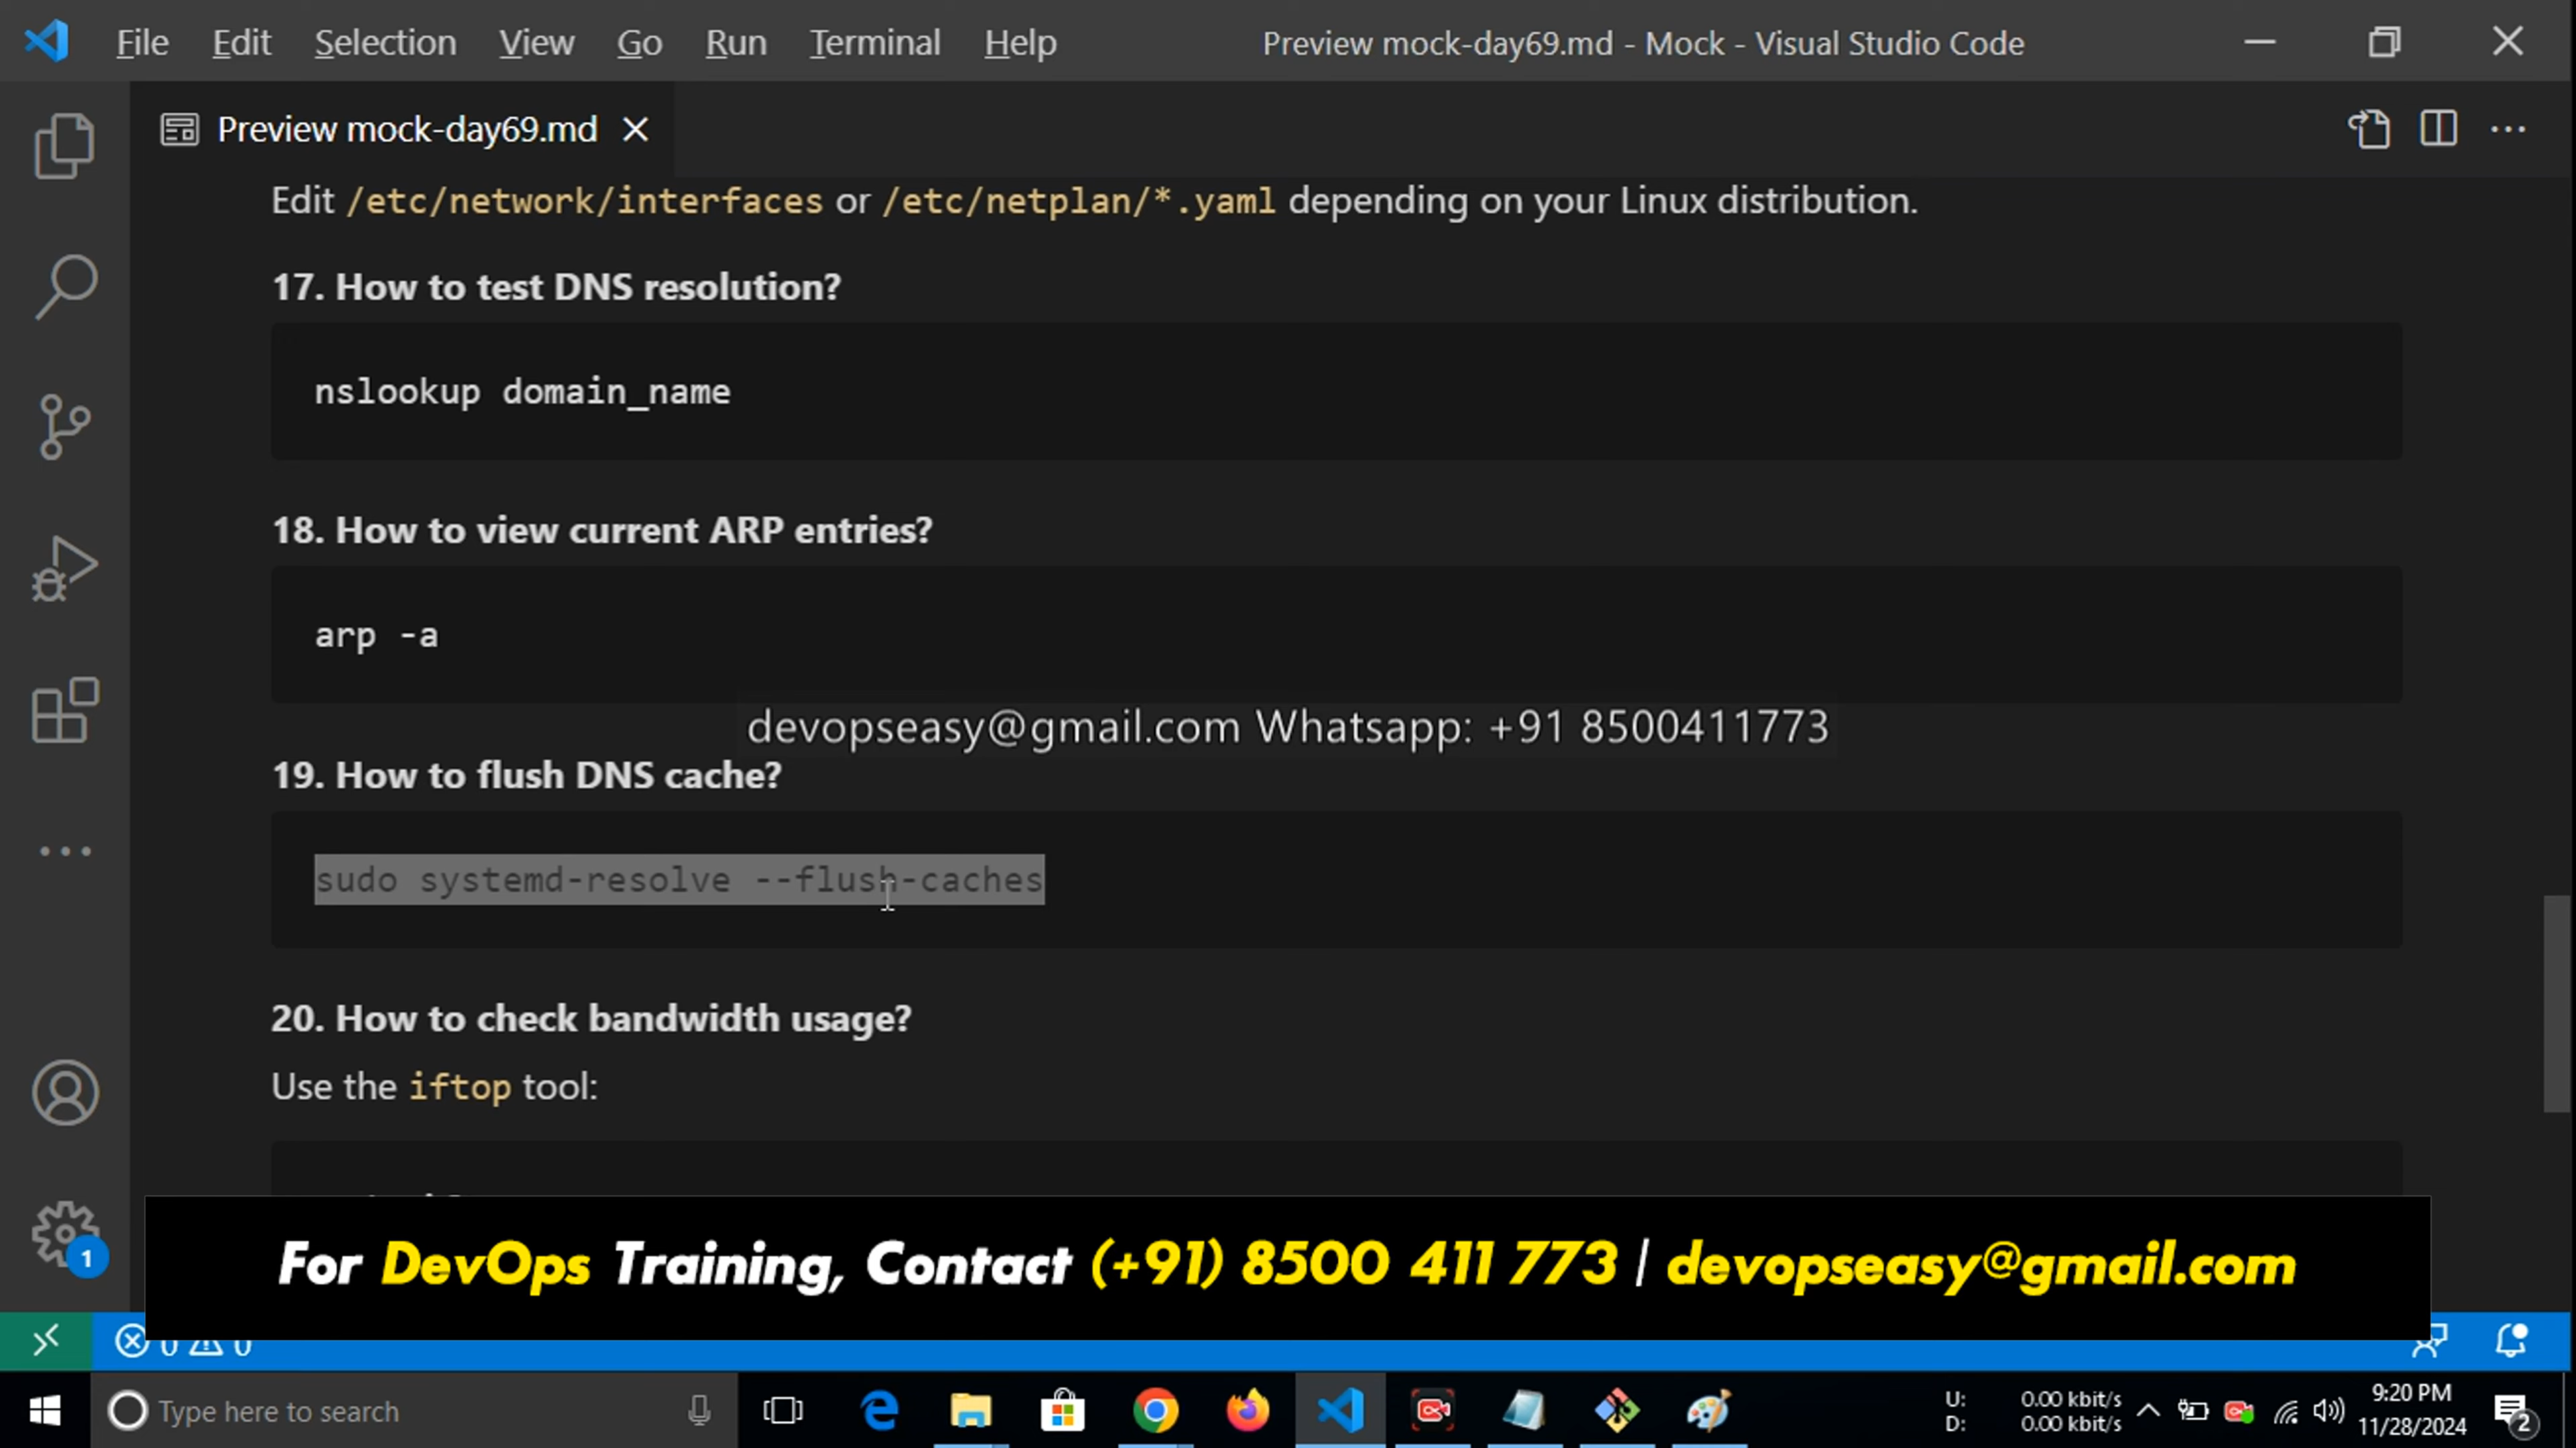 File Edit Selection View Go Run Terminal Help Preview mock-day69.md - Mock - Visual Studio Code
Preview mock-day69.md
Edit /etc/network/interfaces or /etc/netplan/*.yaml depending on your Linux distribution.
17. How to test DNS resolution?
nslookup domain_name
18. How to view current ARP entries?
arp -a
devopseasy@gmail.com Whatsapp: +91 8500411773
19. How to flush DNS cache?
sudo systemd-resolve --flush-caches
20. How to check bandwidth usage?
Use the iftop tool:
For DevOps Training, Contact (+91) 8500 411 773 | devopseasy@gmail.com
1
0 0
Type here to search
U: 0.00 kbit/s
D: 0.00 kbit/s
9:20 PM
11/28/2024
2